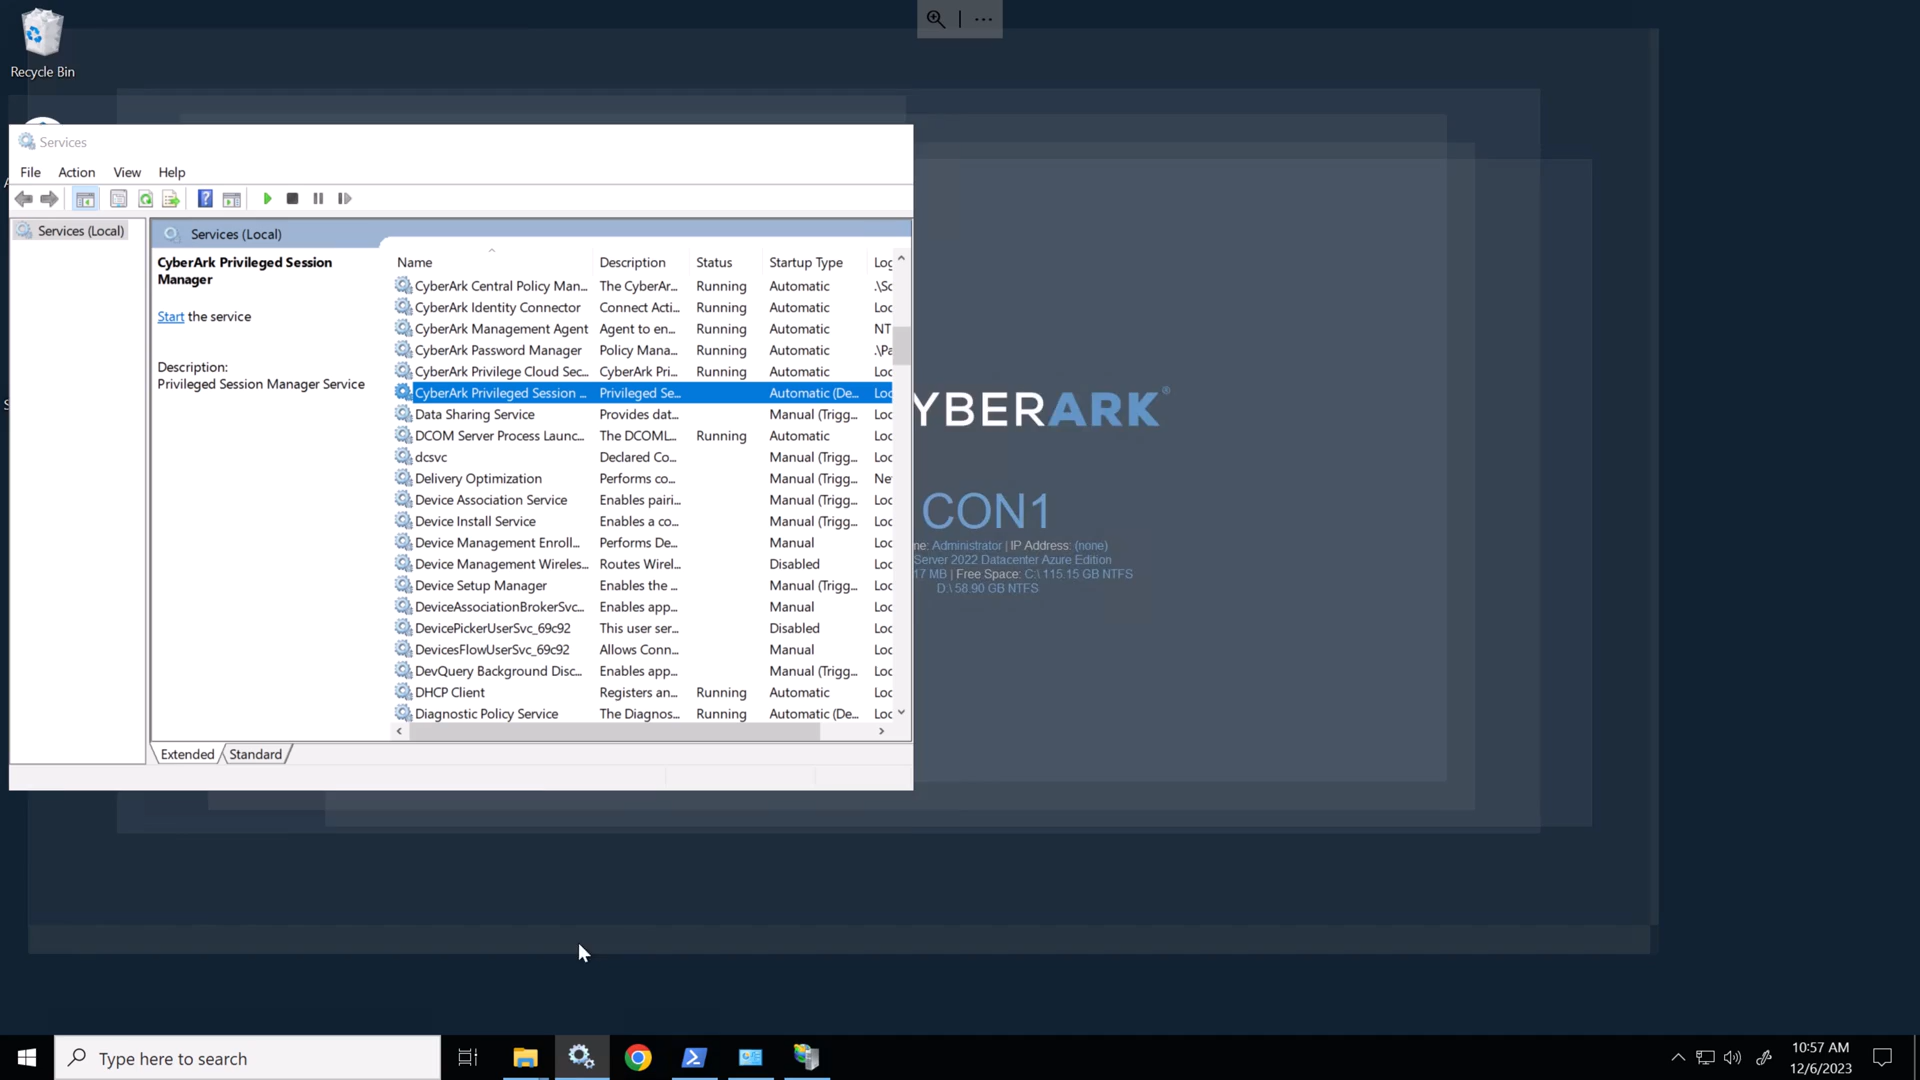 Recycle Bin
Services
File Action View Help
Services (Local)
Services (Local)
CyberArk Privileged Session
Manager
Start the service
Description:
Privileged Session Manager Service
Name Description Status Startup Type Log
CyberArk Central Policy Man... The CyberAr... Running Automatic .\Sc
CyberArk Identity Connector Connect Acti... Running Automatic Loc
CyberArk Management Agent Agent to en... Running Automatic NT
CyberArk Password Manager Policy Mana... Running Automatic .\Pa
CyberArk Privilege Cloud Sec... CyberArk Pri... Running Automatic Loc
CyberArk Privileged Session ... Privileged Se... Automatic (De... Loc
Data Sharing Service Provides dat... Manual (Trigg... Loc
DCOM Server Process Launc... The DCOML... Running Automatic Loc
dcsvc Declared Co... Manual (Trigg... Loc
Delivery Optimization Performs co... Manual (Trigg... Ne
Device Association Service Enables pairi... Manual (Trigg... Loc
Device Install Service Enables a co... Manual (Trigg... Loc
Device Management Enroll... Performs De... Manual Loc
Device Management Wireles... Routes Wirel... Disabled Loc
Device Setup Manager Enables the ... Manual (Trigg... Loc
DeviceAssociationBrokerSvc... Enables app... Manual Loc
DevicePickerUserSvc_69c92 This user ser... Disabled Loc
DevicesFlowUserSvc_69c92 Allows Conn... Manual Loc
DevQuery Background Disc... Enables app... Manual (Trigg... Loc
DHCP Client Registers an... Running Automatic Loc
Diagnostic Policy Service The Diagnos... Running Automatic (De... Loc
Extended Standard
YBERARK®
CON1
me: Administrator | IP Address: (none)
Server 2022 Datacenter Azure Edition
17 MB | Free Space: C:\ 115.15 GB NTFS
D:\ 58.90 GB NTFS
Type here to search
10:57 AM
12/6/2023